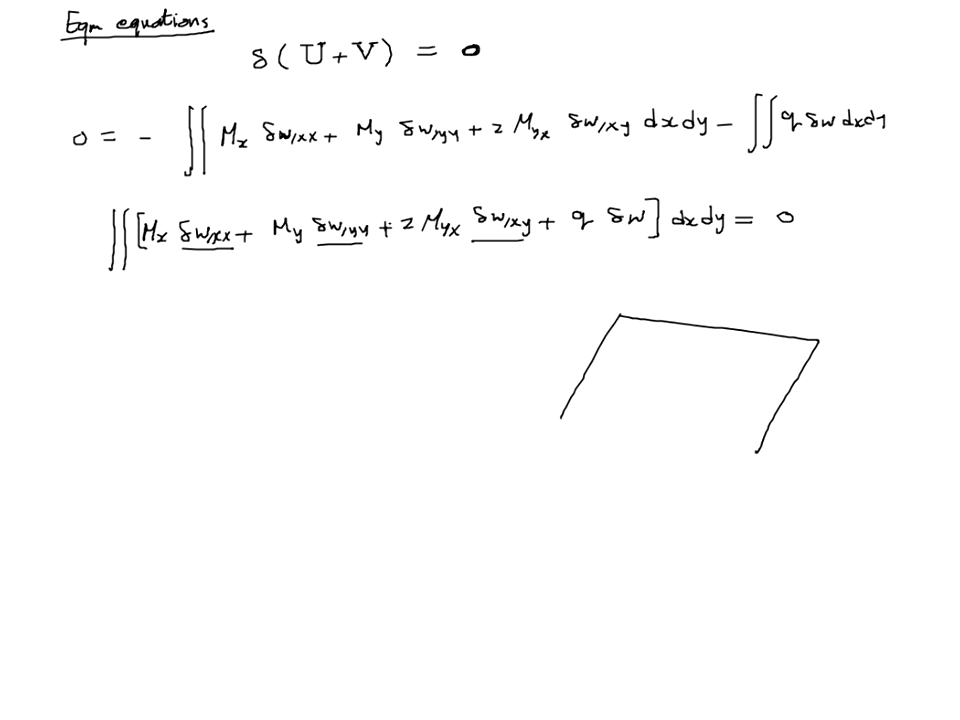 Eqm equations
δ(U+V) = 0
0 = - ∬ Mx δw,xx + My δw,yy + 2 Myx δw,xy dxdy - ∬ q δw dxdy
∬ [Mx δw,xx + My δw,yy + 2 Myx δw,xy + q δw] dxdy = 0